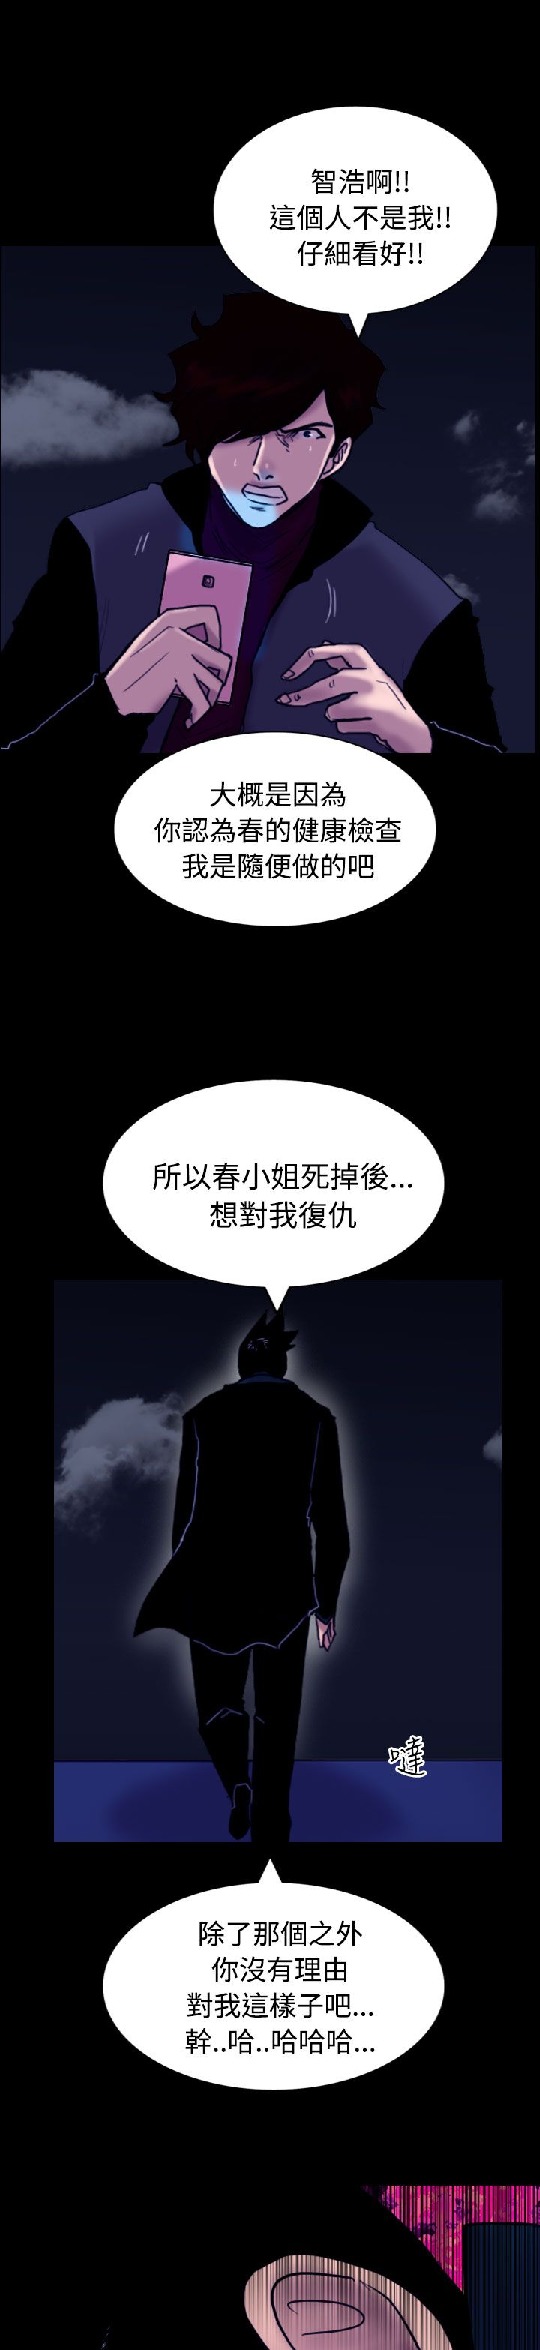 智浩啊!!
這個人不是我!!
仔細看好!!
大概是因為
你認為春的健康檢查
我是隨便做的吧
所以春小姐死掉後...
想對我復仇
噠
除了那個之外
你沒有理由
對我這樣子吧...
幹..哈..哈哈哈...